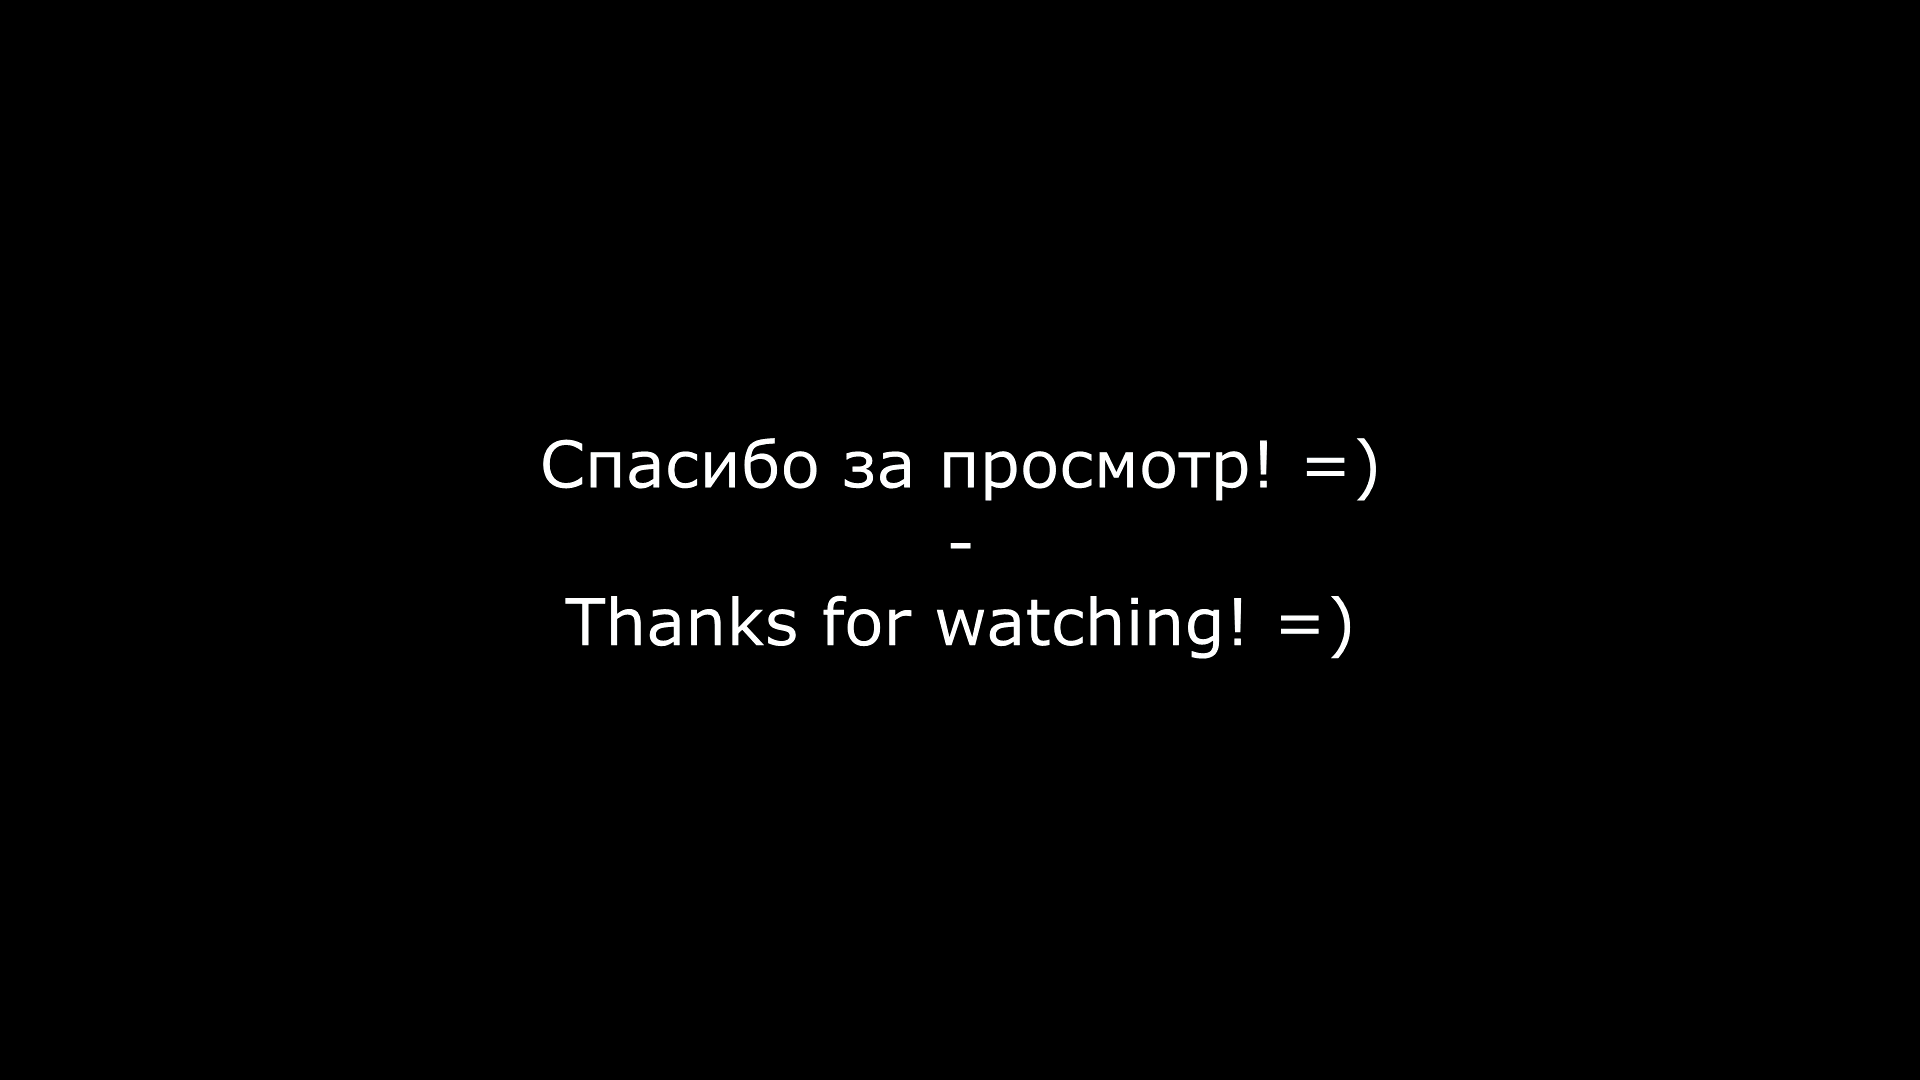 Спасибо за просмотр! =)
-
Thanks for watching! =)